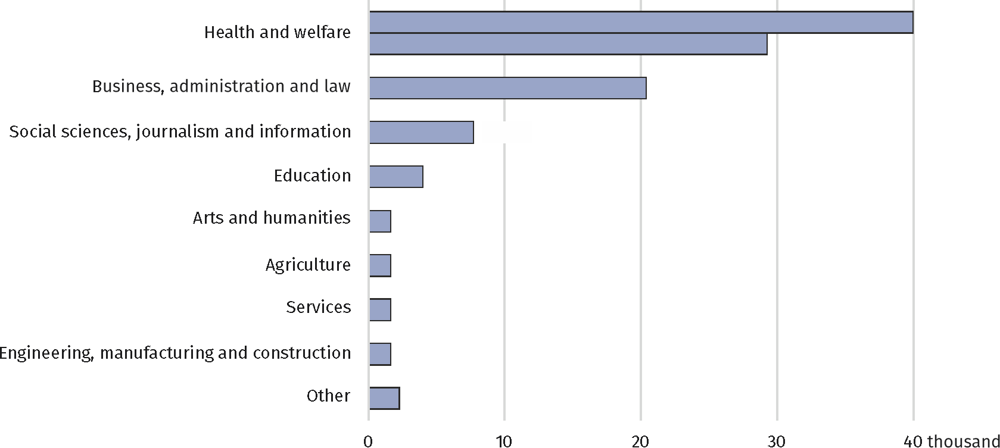 Health and welfare
Business, administration and law
Social sciences, journalism and information
Education
Arts and humanities
Agriculture
Services
Engineering, manufacturing and construction
Other
0 10 20 30 40 thousand